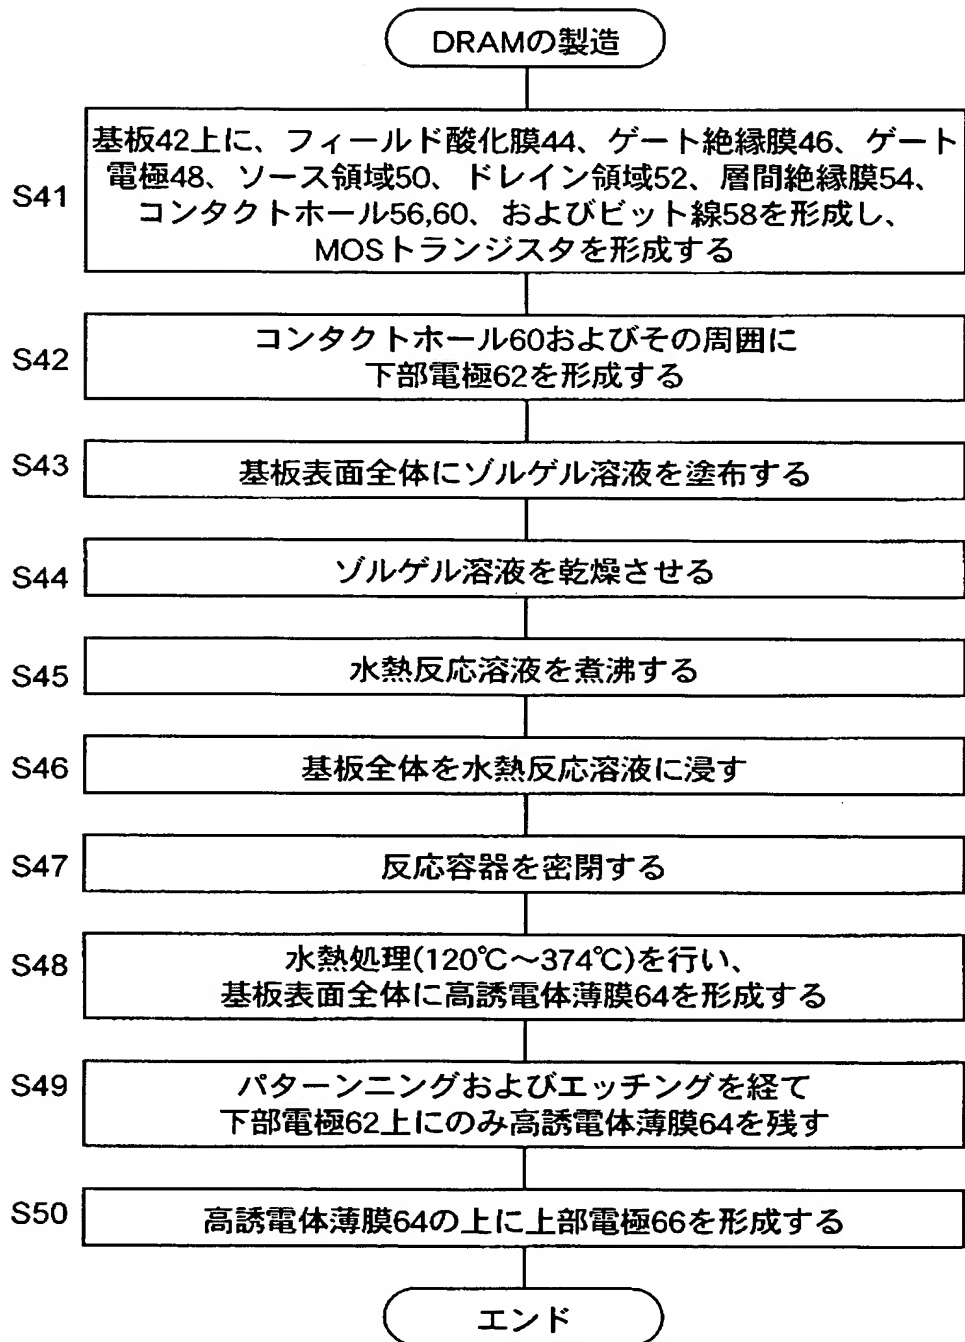 DRAMの製造
S41
基板42上に、フィールド酸化膜44、ゲート絶縁膜46、ゲート
電極48、ソース領域50、ドレイン領域52、層間絶縁膜54、
コンタクトホール56,60、およびビット線58を形成し、
MOSトランジスタを形成する
S42
コンタクトホール60およびその周囲に
下部電極62を形成する
S43
基板表面全体にゾルゲル溶液を塗布する
S44
ゾルゲル溶液を乾燥させる
S45
水熱反応溶液を煮沸する
S46
基板全体を水熱反応溶液に浸す
S47
反応容器を密閉する
S48
水熱処理(120℃～374℃)を行い、
基板表面全体に高誘電体薄膜64を形成する
S49
パターンニングおよびエッチングを経て
下部電極62上にのみ高誘電体薄膜64を残す
S50
高誘電体薄膜64の上に上部電極66を形成する
エンド